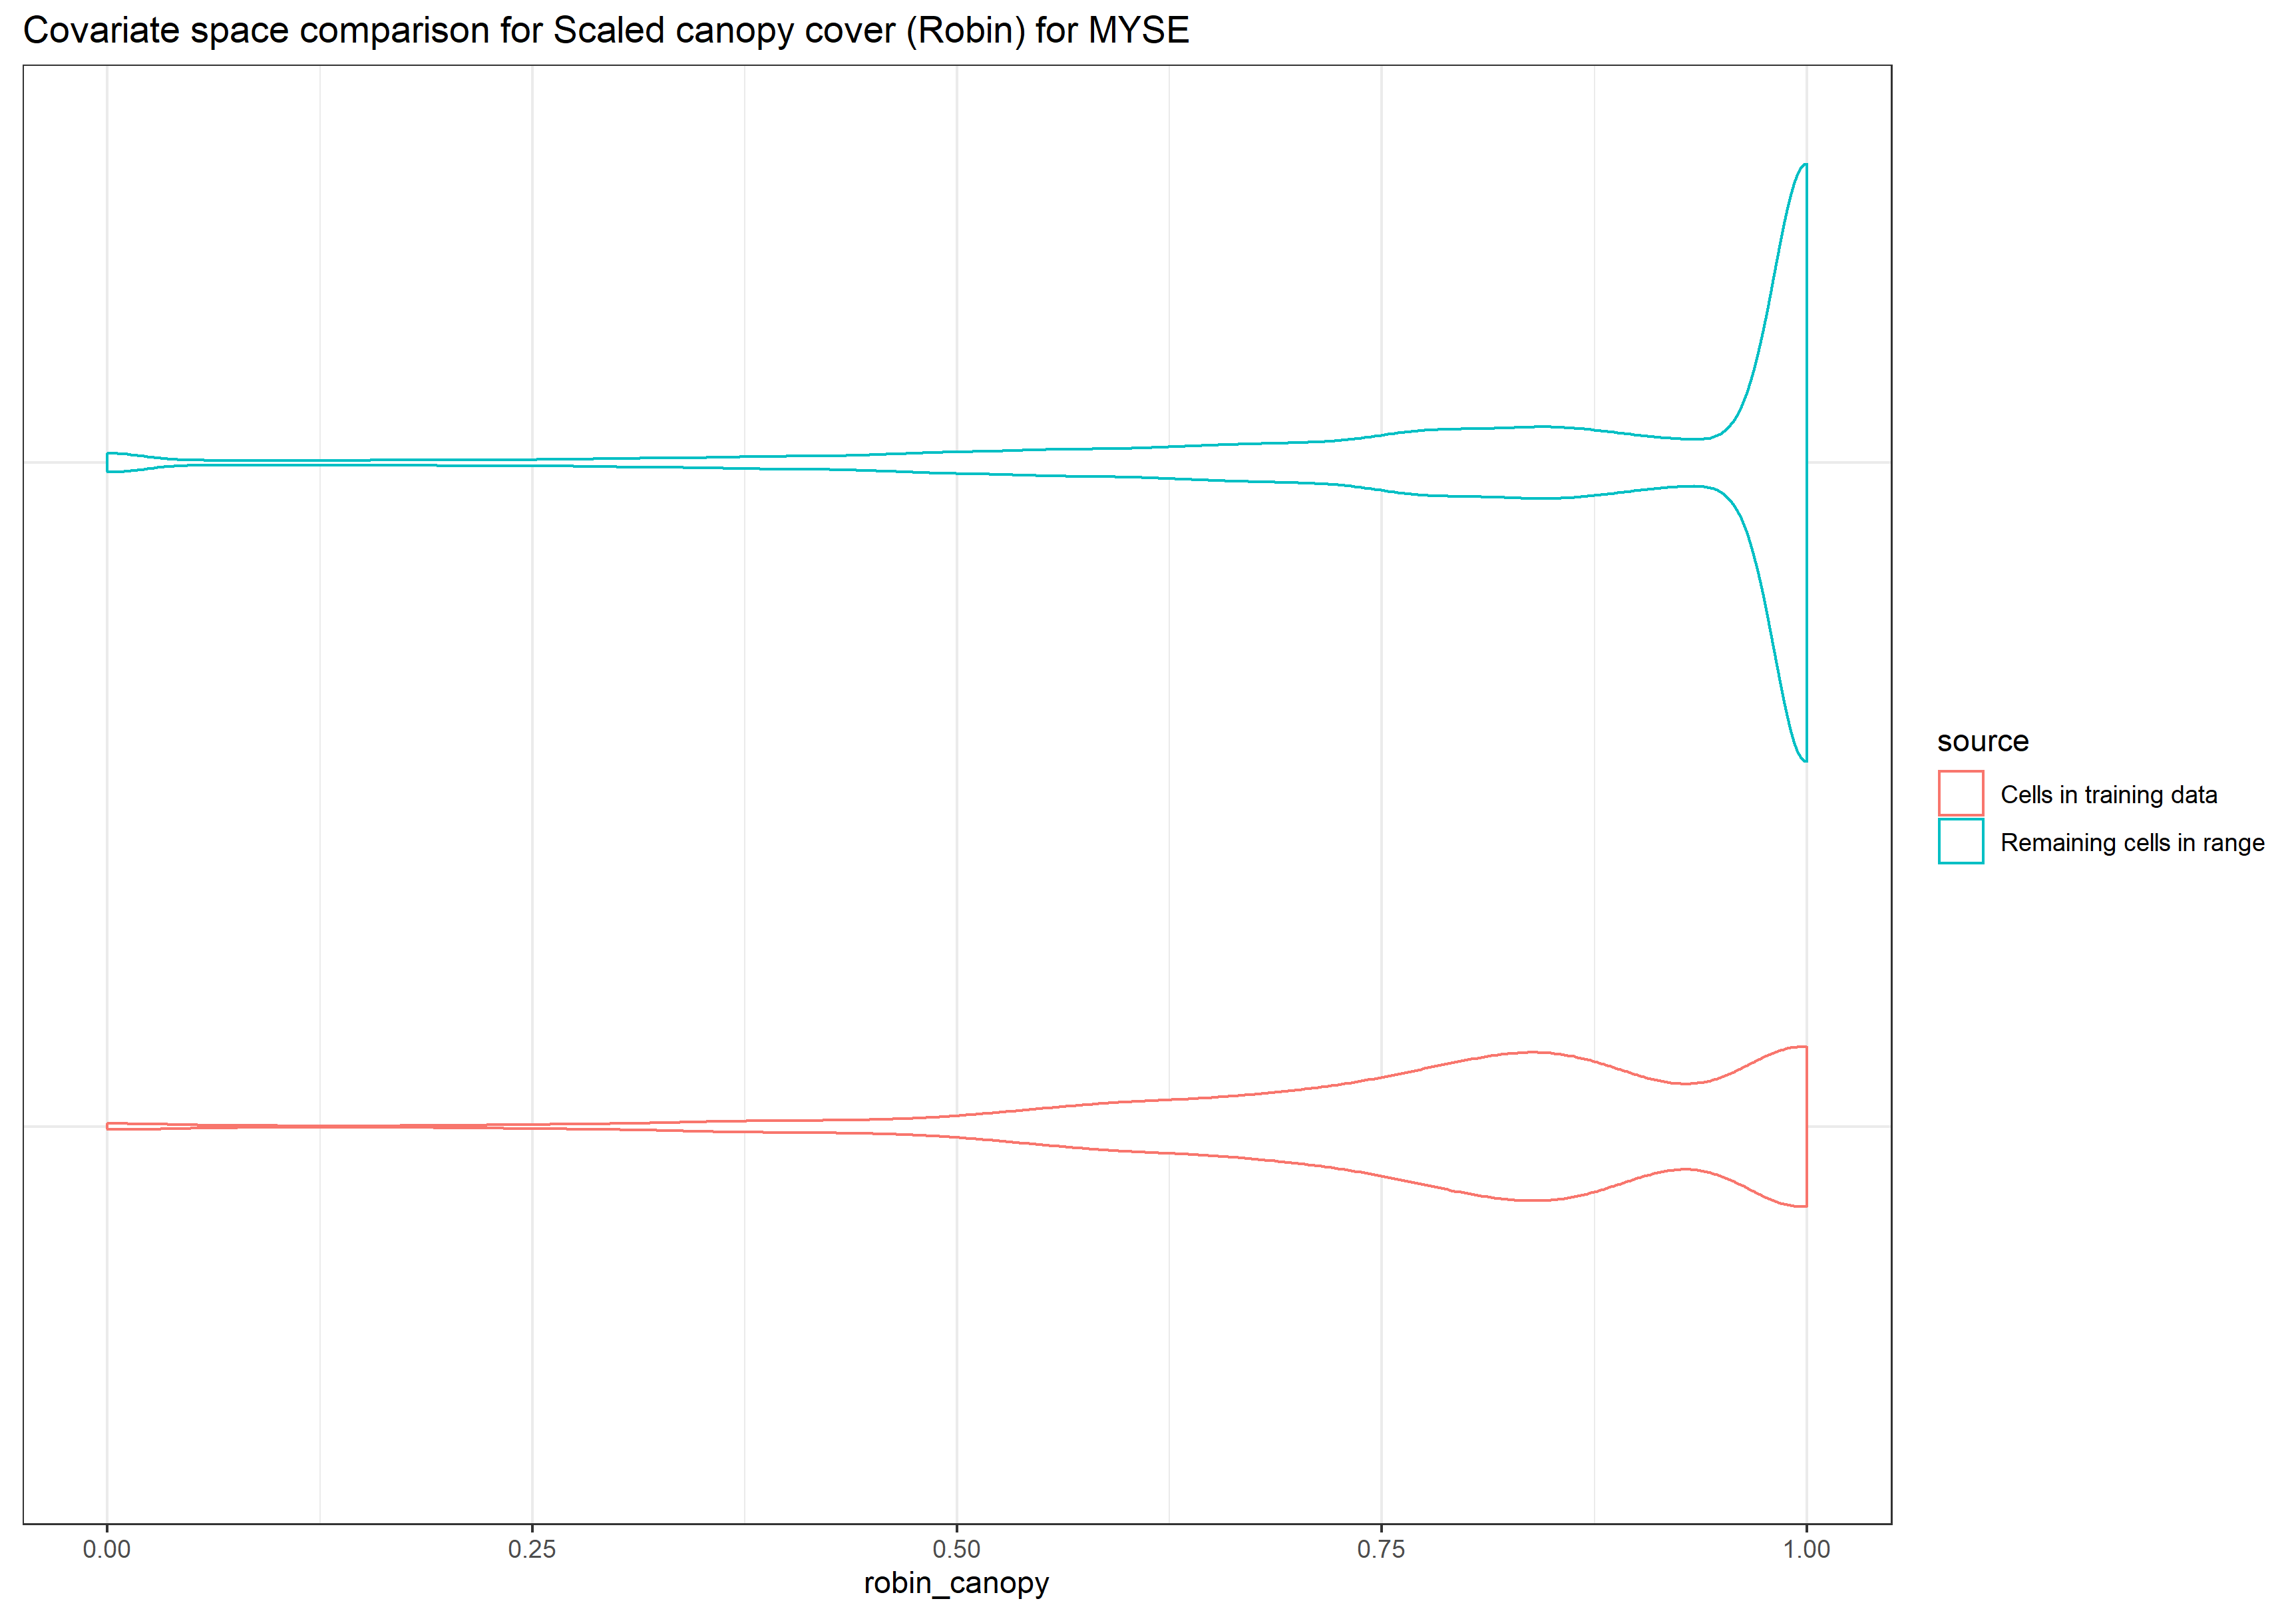 Covariate space comparison for Scaled canopy cover (Robin) for MYSE
source
Cells in training data
Remaining cells in range
0.00 0.25 0.50 0.75 1.00
robin_canopy